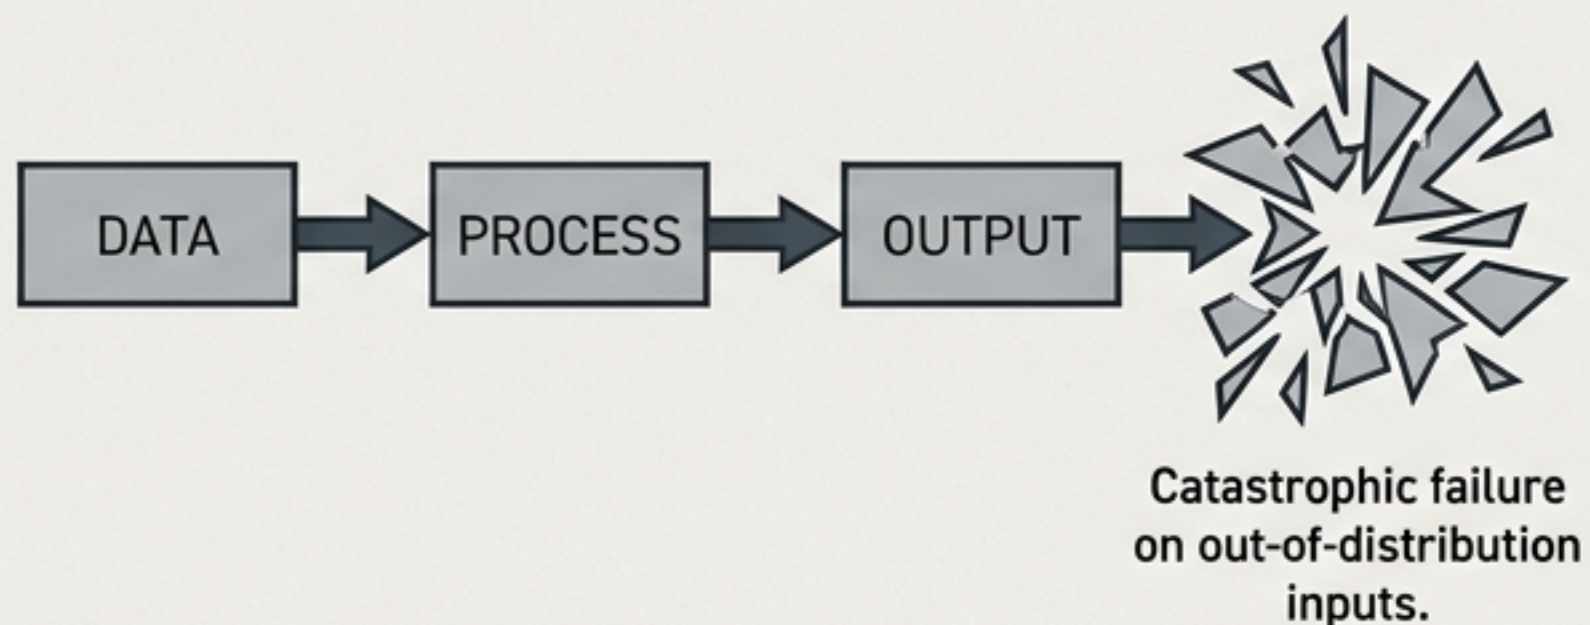 DATA
PROCESS
OUTPUT
Catastrophic failure
on out-of-distribution
inputs.